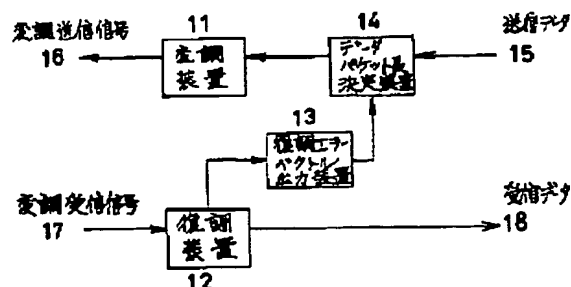 変調送信信号
16
11
変調
装置
14
データ
パケット長
決定装置
送信データ
15
13
復調エラー
ベクトル
出力装置
変調受信信号
17
復調
装置
12
受信データ
18